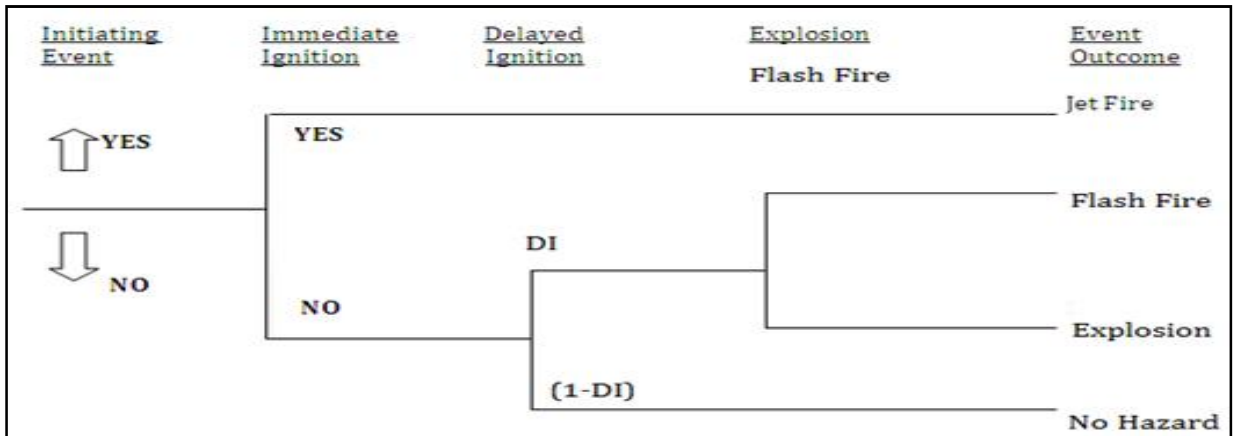 Initiating Event
Immediate Ignition
Delayed Ignition
Explosion
Flash Fire
Event Outcome
Jet Fire
YES
YES
Flash Fire
DI
NO
NO
Explosion
(1-DI)
No Hazard